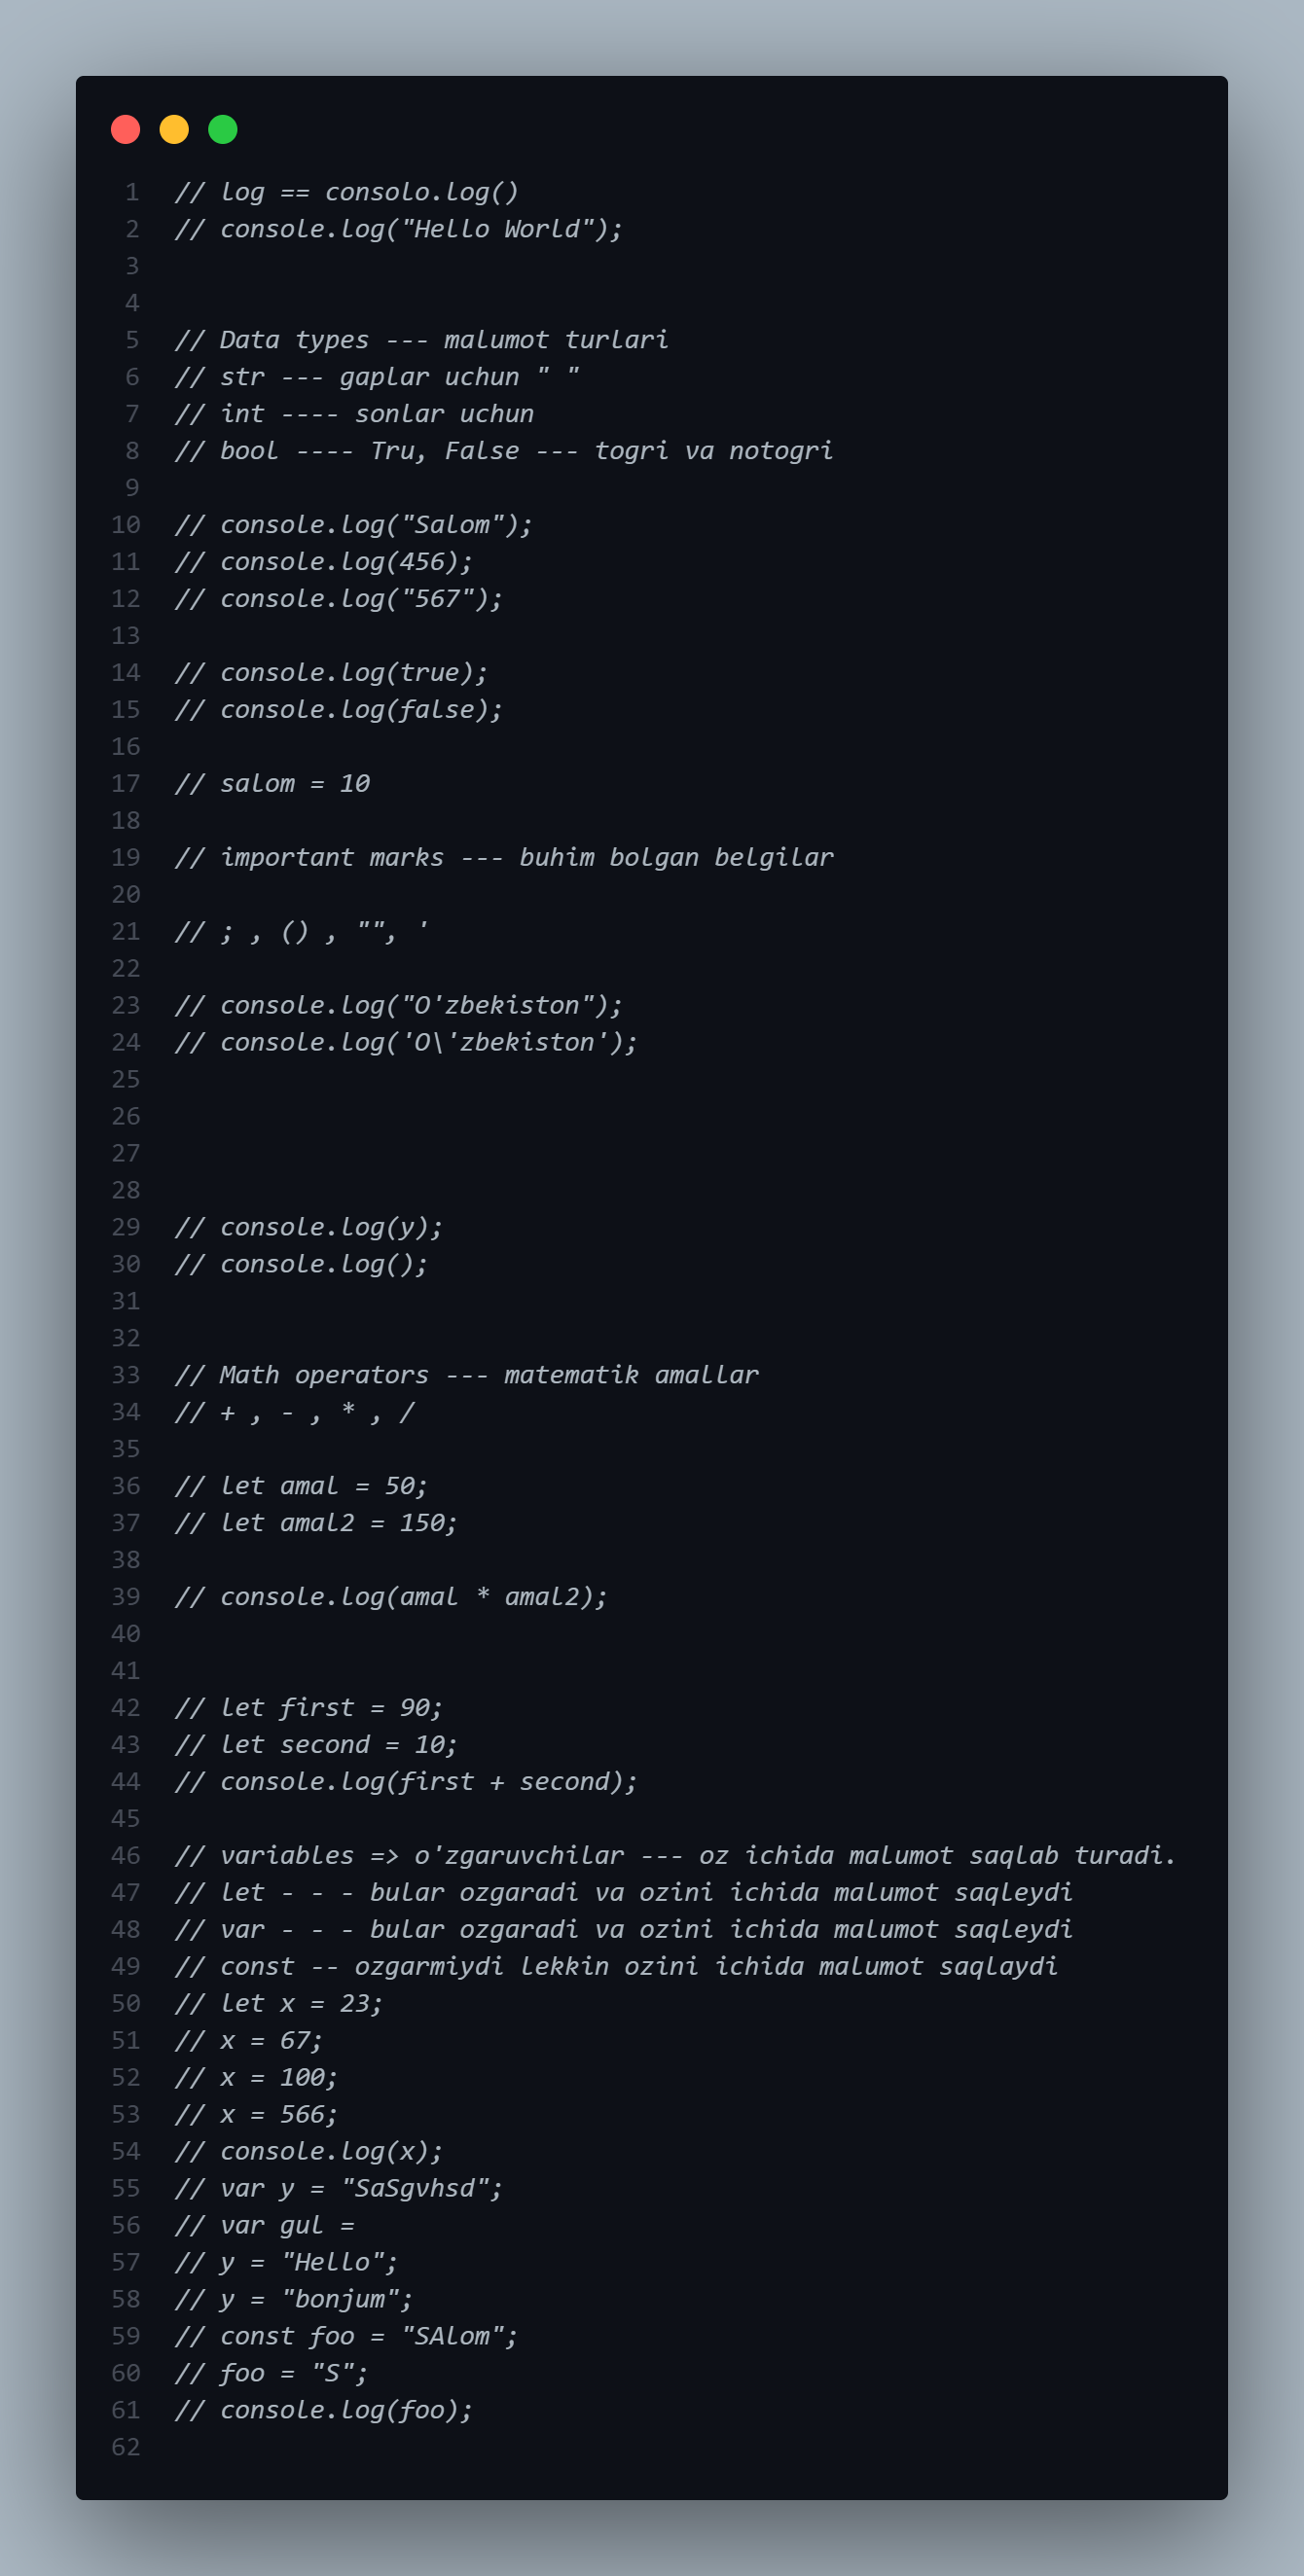 1 // log == consolo.log()
2 // console.log("Hello World");
3
4
5 // Data types --- malumot turlari
6 // str --- gaplar uchun " "
7 // int ---- sonlar uchun
8 // bool ---- Tru, False --- togri va notogri
9
10 // console.log("Salom");
11 // console.log(456);
12 // console.log("567");
13
14 // console.log(true);
15 // console.log(false);
16
17 // salom = 10
18
19 // important marks --- buhim bolgan belgilar
20
21 // ; , () , "", '
22
23 // console.log("O'zbekiston");
24 // console.log('O\'zbekiston');
25
26
27
28
29 // console.log(y);
30 // console.log();
31
32
33 // Math operators --- matematik amallar
34 // + , - , * , /
35
36 // let amal = 50;
37 // let amal2 = 150;
38
39 // console.log(amal * amal2);
40
41
42 // let first = 90;
43 // let second = 10;
44 // console.log(first + second);
45
46 // variables => o'zgaruvchilar --- oz ichida malumot saqlab turadi.
47 // let - - - bular ozgaradi va ozini ichida malumot saqleydi
48 // var - - - bular ozgaradi va ozini ichida malumot saqleydi
49 // const -- ozgarmiydi lekkin ozini ichida malumot saqlaydi
50 // let x = 23;
51 // x = 67;
52 // x = 100;
53 // x = 566;
54 // console.log(x);
55 // var y = "SaSgvhsd";
56 // var gul =
57 // y = "Hello";
58 // y = "bonjum";
59 // const foo = "SAlom";
60 // foo = "S";
61 // console.log(foo);
62